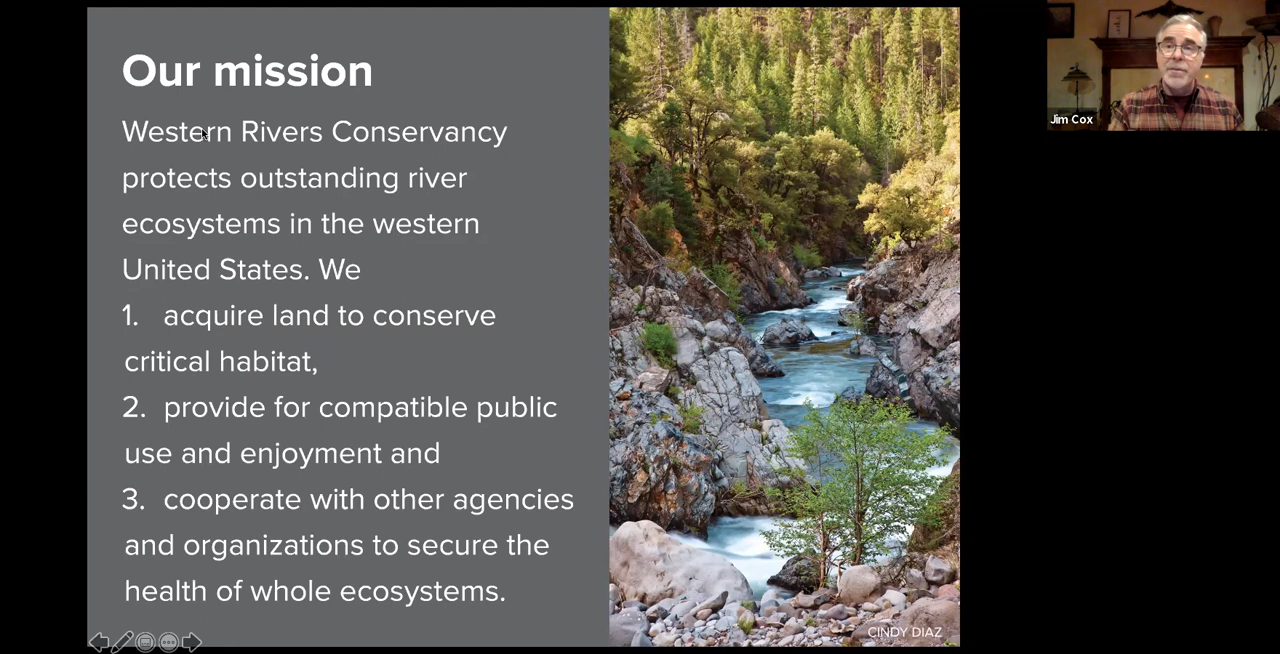 Our mission
Western Rivers Conservancy
protects outstanding river
ecosystems in the western
United States. We
1. acquire land to conserve
critical habitat,
2. provide for compatible public
use and enjoyment and
3. cooperate with other agencies
and organizations to secure the
health of whole ecosystems.
CINDY DIAZ
Jim Cox